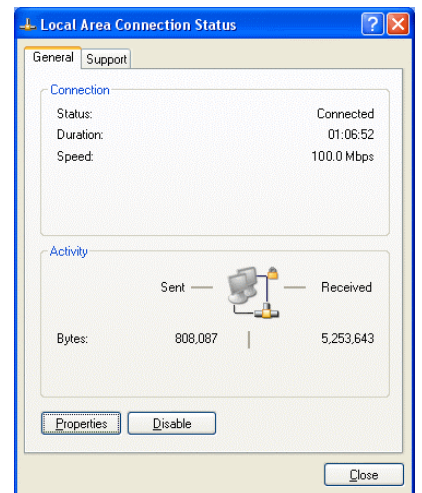 Local Area Connection Status
General Support
Connection
Status: Connected
Duration: 01:06:52
Speed: 100.0 Mbps
Activity
Sent — — Received
Bytes: 808,087 | 5,253,643
Properties Disable
Close